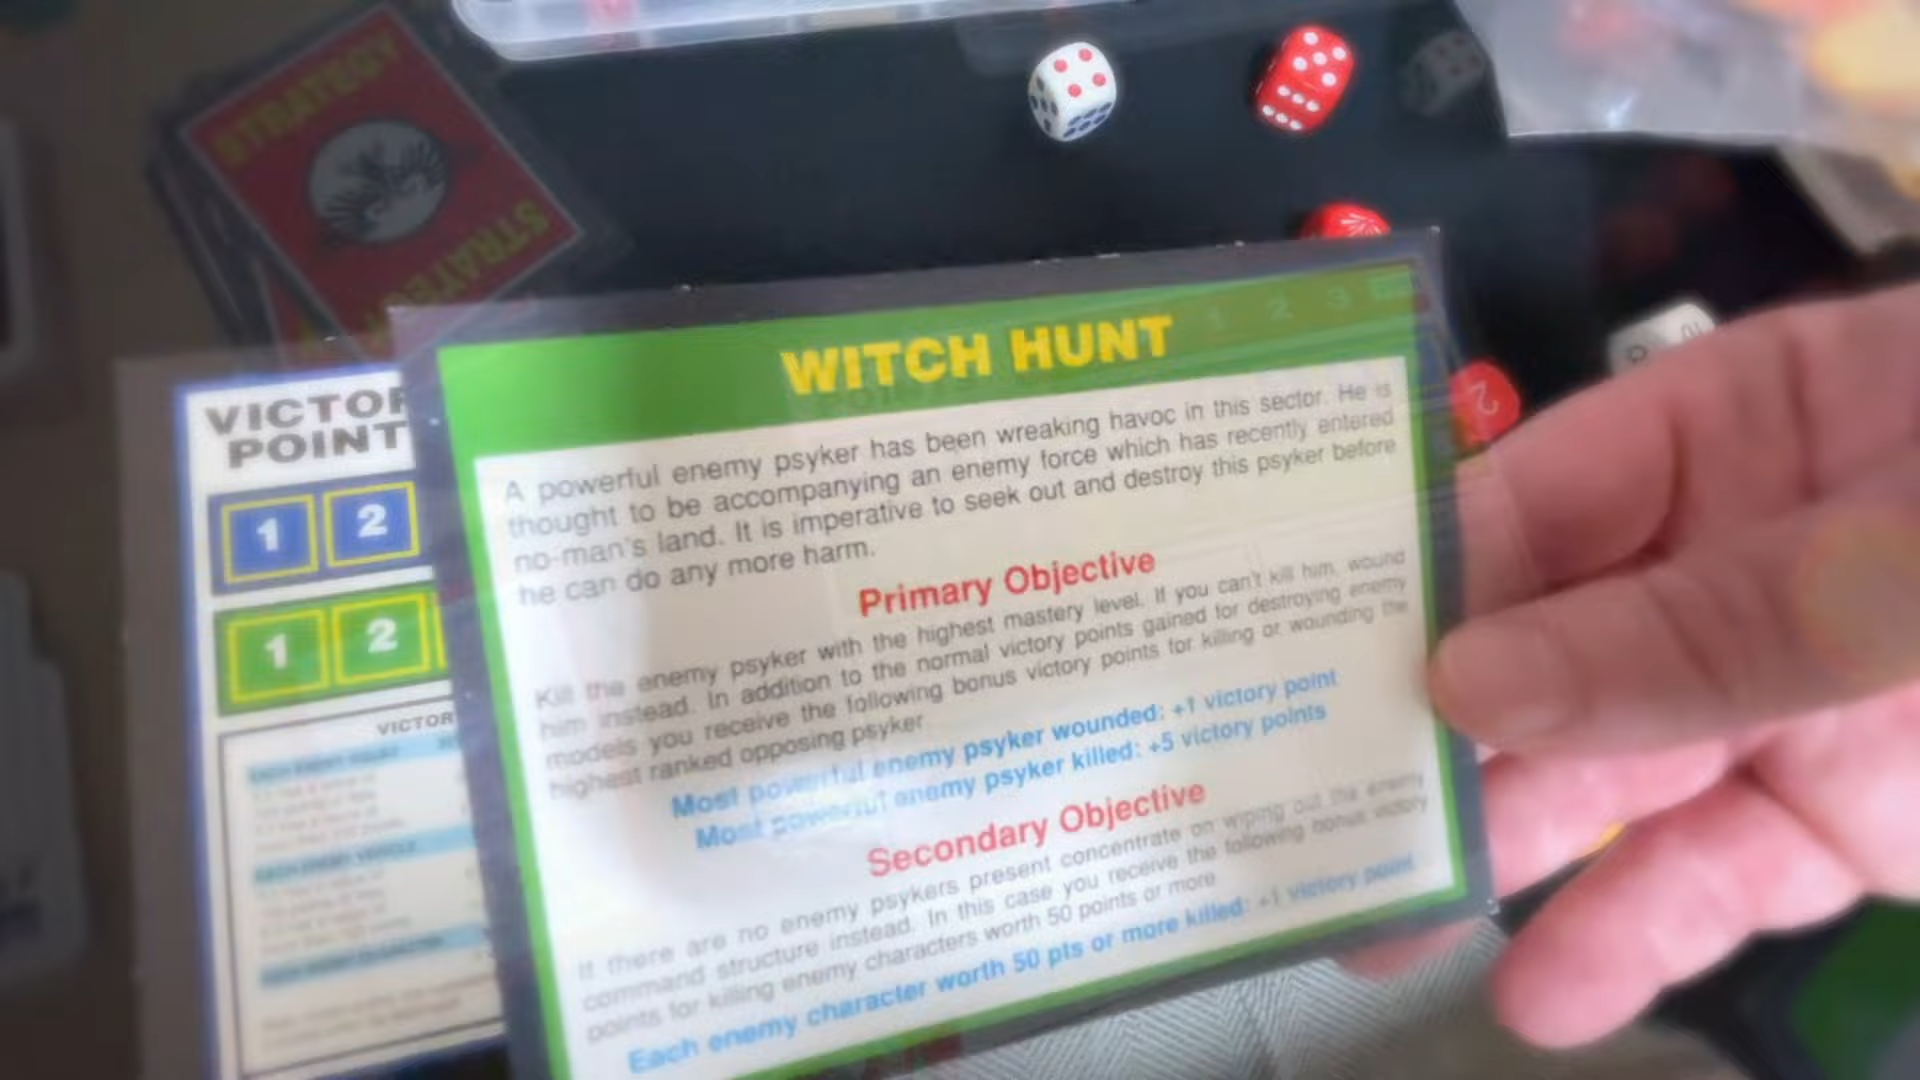 STRATEGY
STRATEGY
VICTOR
POINT
1 2
1 2
VICTOR
EACH ENEMY VEHICLE
WITCH HUNT
1 2 3
A powerful enemy psyker has been wreaking havoc in this sector. He is
thought to be accompanying an enemy force which has recently entered
no-man's land. It is imperative to seek out and destroy this psyker before
he can do any more harm.
Primary Objective
Kill the enemy psyker with the highest mastery level. If you can't kill him, wound
him instead. In addition to the normal victory points gained for destroying enemy
models you receive the following bonus victory points for killing or wounding the
highest ranked opposing psyker.
Most powerful enemy psyker wounded: +1 victory point
Most powerful enemy psyker killed: +5 victory points
Secondary Objective
If there are no enemy psykers present concentrate on wiping out the enemy
command structure instead. In this case you receive the following bonus victory
points for killing enemy characters worth 50 points or more
Each enemy character worth 50 pts or more killed: +1 victory point
2